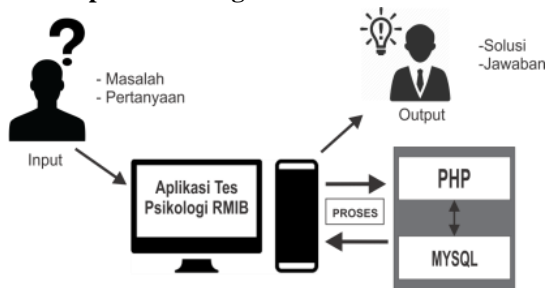 - Masalah
- Pertanyaan
Input
-Solusi
-Jawaban
Output
Aplikasi Tes
Psikologi RMIB
PROSES
PHP
MYSQL